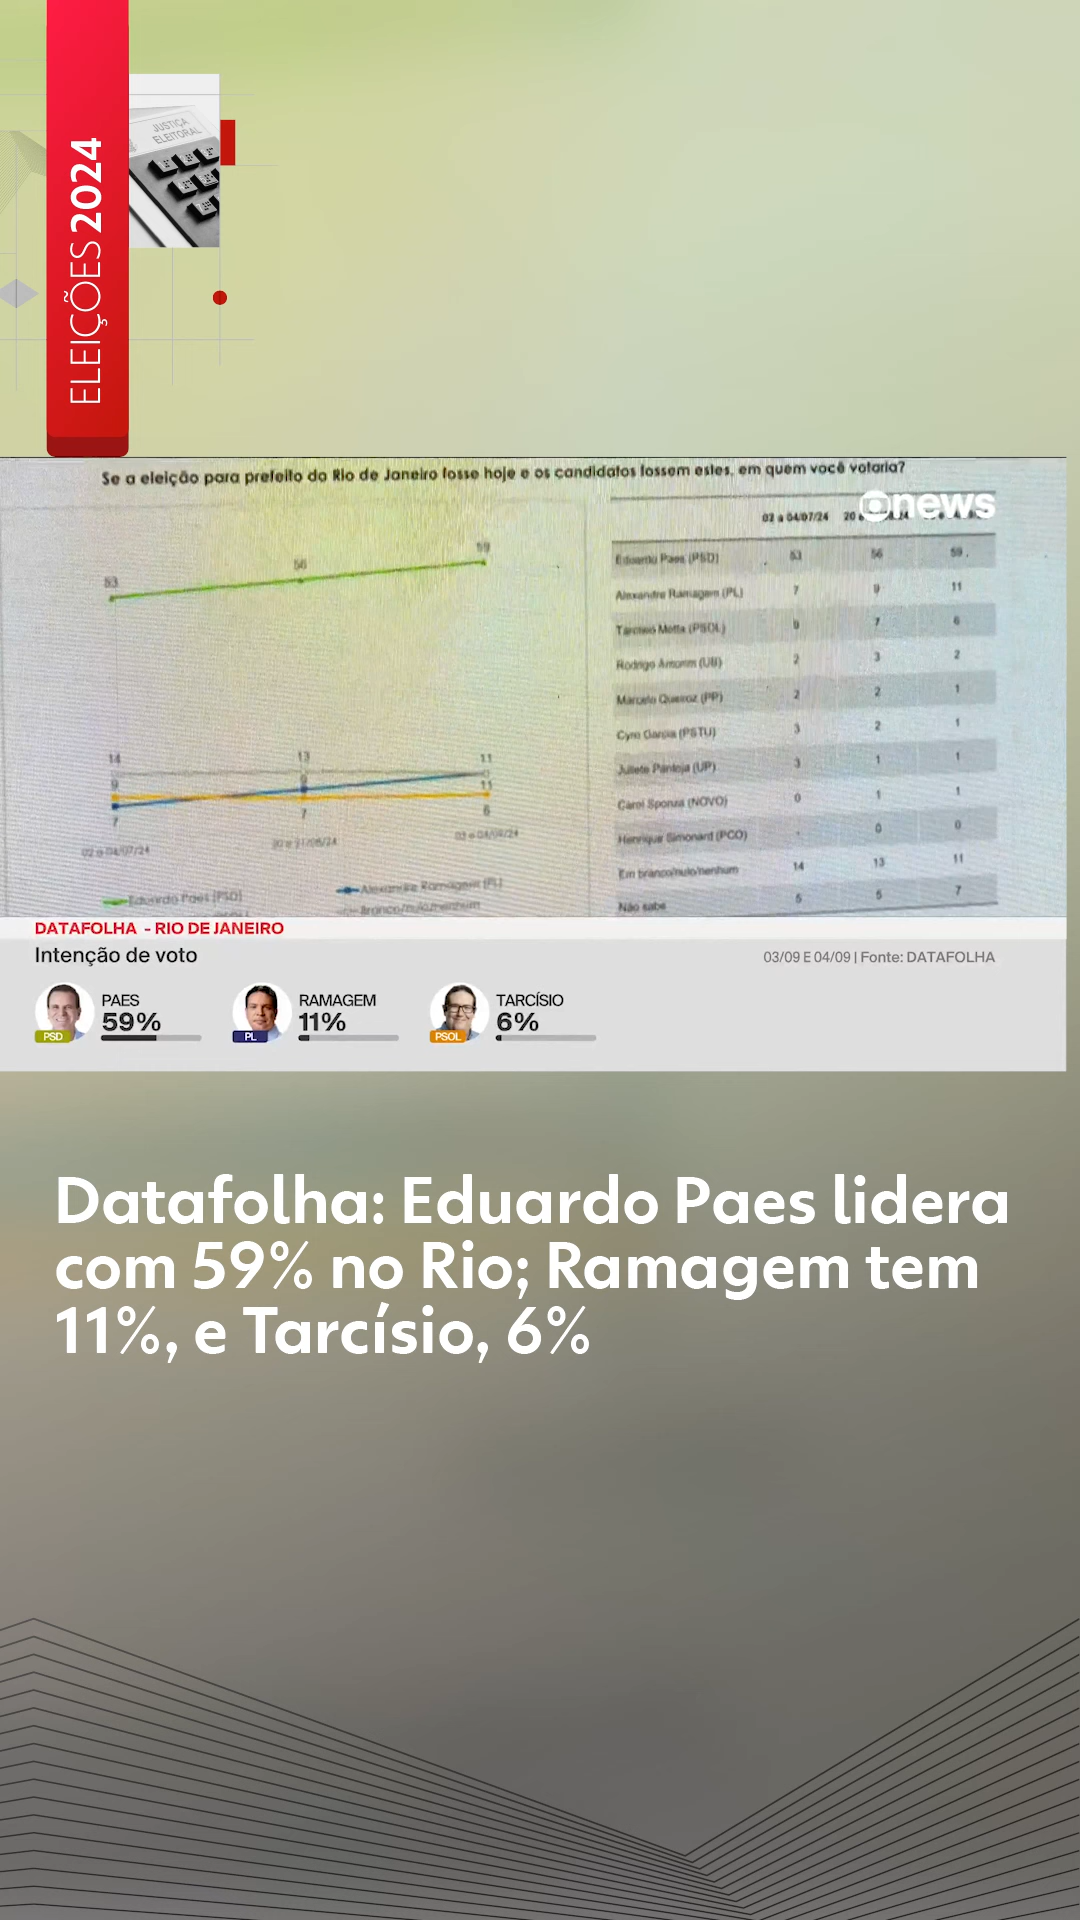 ELEIÇÕES 2024
JUSTIÇA
ELEITORAL
Se a eleição para prefeito do Rio de Janeiro fosse hoje e os candidatos fossem estes, em quem você votaria?
news
02 a 04/07/24 20
53 56 59
14 13 11
9 9 11
7 7 6
02 a 04/07/24
Eduardo Paes (PSD) Alexandre Ramagem (PL)
Branco/nulo/nenhum
Eduardo Paes (PSD) 53 56 59
Alexandre Ramagem (PL) 7 9 11
Tarcísio Motta (PSOL) 9 7 6
Rodrigo Amorim (UB) 2 3 2
Marcelo Queiroz (PP) 2 2 1
Cyro Garcia (PSTU) 3 2 1
Juliete Pantoja (UP) 3 1 1
Carol Sponza (NOVO) 0 1 1
Henrique Simonard (PCO) - 0 0
Em branco/nulo/nenhum 14 13 11
Não sabe 5 5 7
DATAFOLHA - RIO DE JANEIRO
Intenção de voto
03/09 E 04/09 | Fonte: DATAFOLHA
PAES
59%
PSD
RAMAGEM
11%
PL
TARCÍSIO
6%
PSOL
Datafolha: Eduardo Paes lidera
com 59% no Rio; Ramagem tem
11%, e Tarcísio, 6%